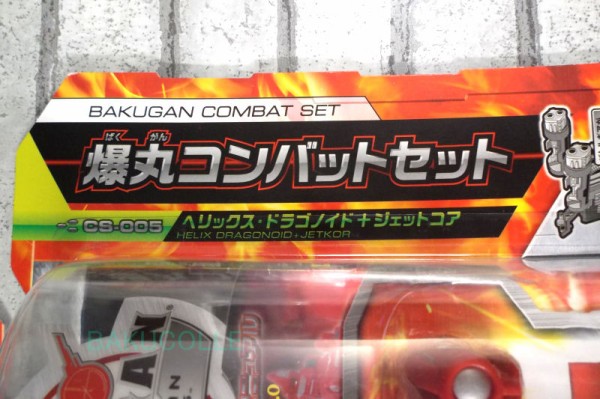 BAKUGAN COMBAT SET
ばく がん
爆丸コンバットセット
CS-005
ヘリックス・ドラゴノイド＋ジェットコア
HELIX DRAGONOID+JETKOR